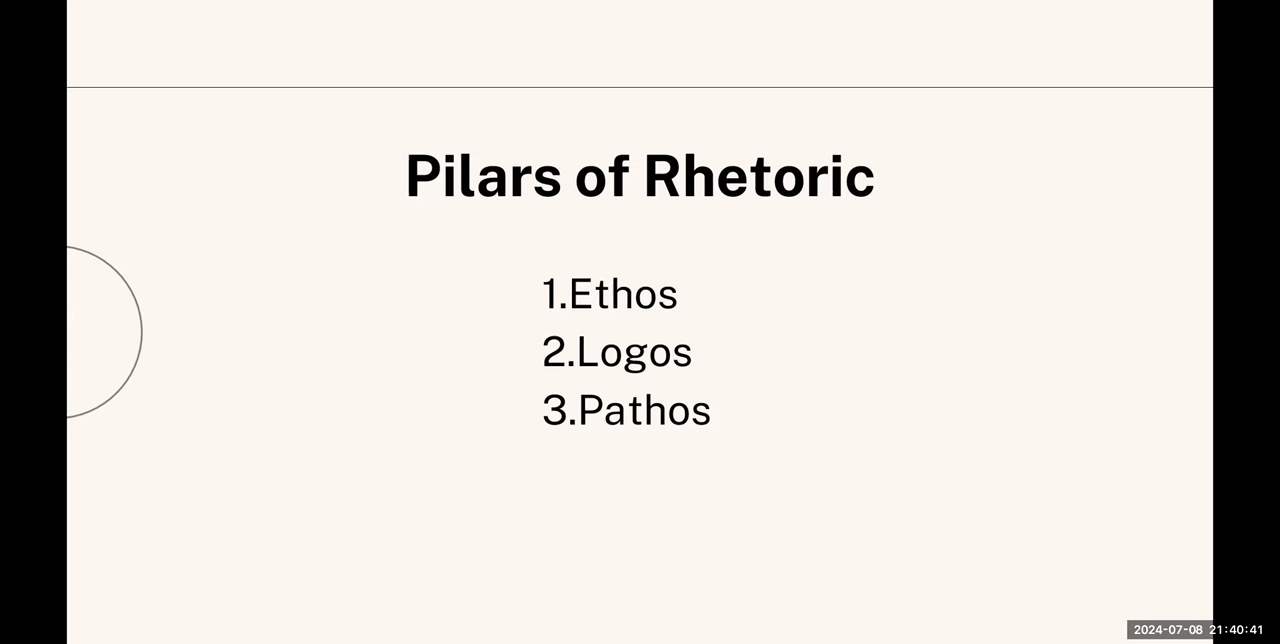 Pilars of Rhetoric
1.Ethos
2.Logos
3.Pathos
2024-07-08 21:40:41